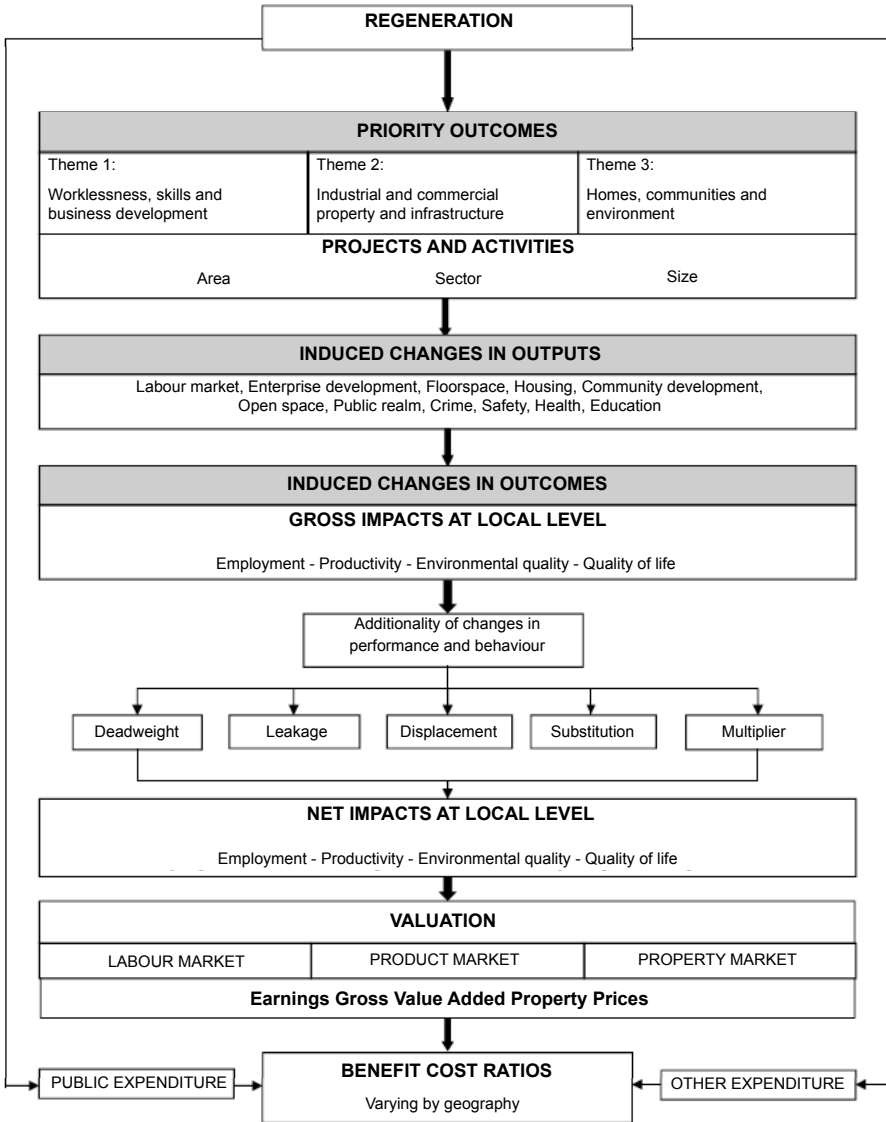 REGENERATION
PRIORITY OUTCOMES
Theme 1:
Worklessness, skills and
business development
Theme 2:
Industrial and commercial
property and infrastructure
Theme 3:
Homes, communities and
environment
PROJECTS AND ACTIVITIES
Area Sector Size
INDUCED CHANGES IN OUTPUTS
Labour market, Enterprise development, Floorspace, Housing, Community development,
Open space, Public realm, Crime, Safety, Health, Education
INDUCED CHANGES IN OUTCOMES
GROSS IMPACTS AT LOCAL LEVEL
Employment - Productivity - Environmental quality - Quality of life
Additionality of changes in
performance and behaviour
Deadweight Leakage Displacement Substitution Multiplier
NET IMPACTS AT LOCAL LEVEL
Employment - Productivity - Environmental quality - Quality of life
VALUATION
LABOUR MARKET PRODUCT MARKET PROPERTY MARKET
Earnings Gross Value Added Property Prices
PUBLIC EXPENDITURE
BENEFIT COST RATIOS
Varying by geography
OTHER EXPENDITURE